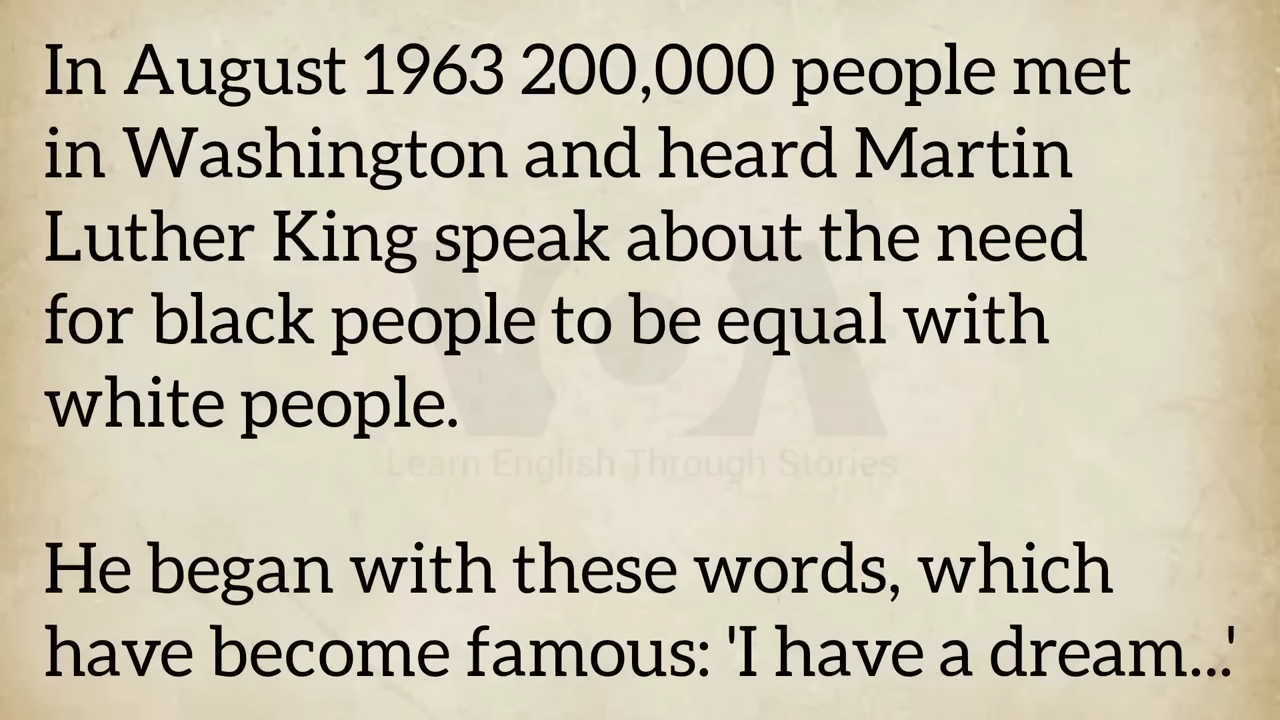 In August 1963 200,000 people met
in Washington and heard Martin
Luther King speak about the need
for black people to be equal with
white people.
VOA
Learn English Through Stories
He began with these words, which
have become famous: 'I have a dream...'